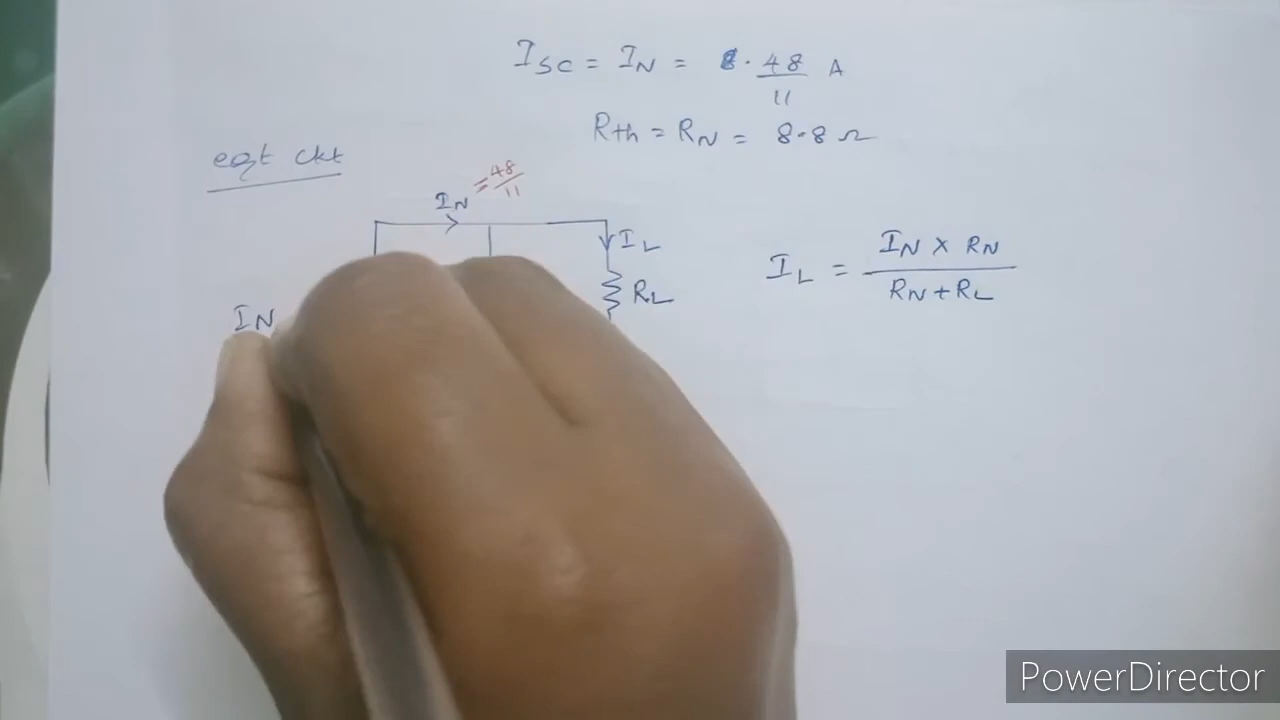 Isc = IN = 8. 48/11 A
Rth = RN = 8.8 Ω
eqt ckt
IN = 48/11
IL
RL
IL = IN × RN / RN + RL
IN
PowerDirector